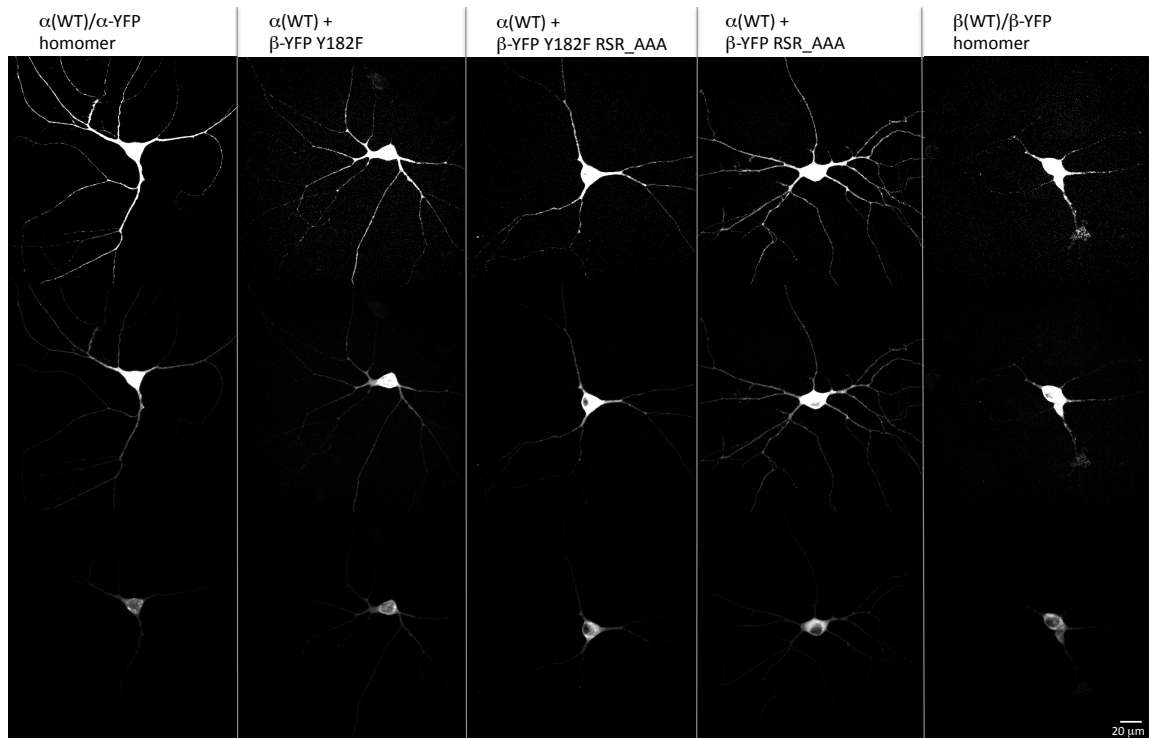 α(WT)/α-YFP
homomer
α(WT) +
β-YFP Y182F
α(WT) +
β-YFP Y182F RSR_AAA
α(WT) +
β-YFP RSR_AAA
β(WT)/β-YFP
homomer
20 μm